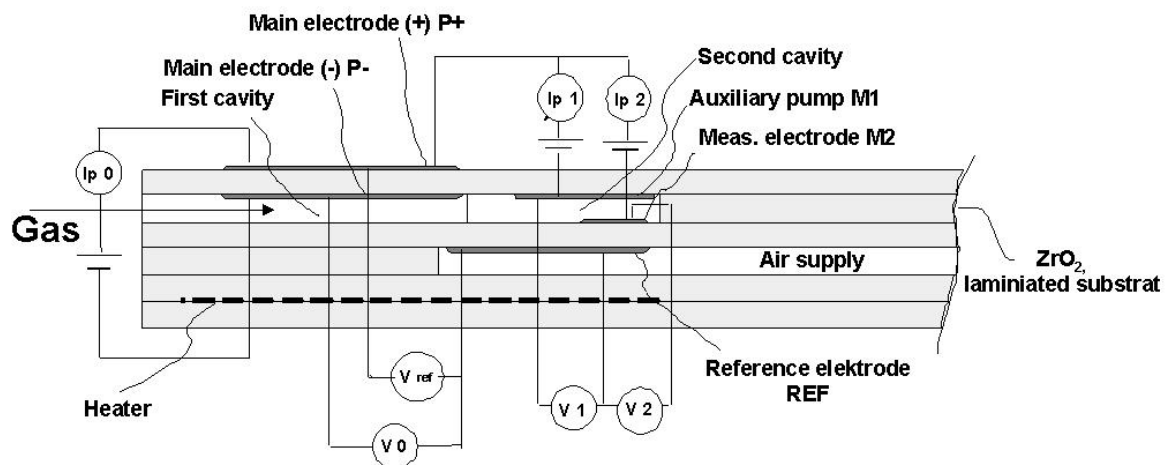 Main electrode (+) P+
Main electrode (-) P-
First cavity
Second cavity
Auxiliary pump M1
Meas. electrode M2
Ip 0
Ip 1
Ip 2
Gas
Air supply
ZrO2,
laminiated substrat
Reference elektrode
REF
Heater
V ref
V 0
V 1
V 2